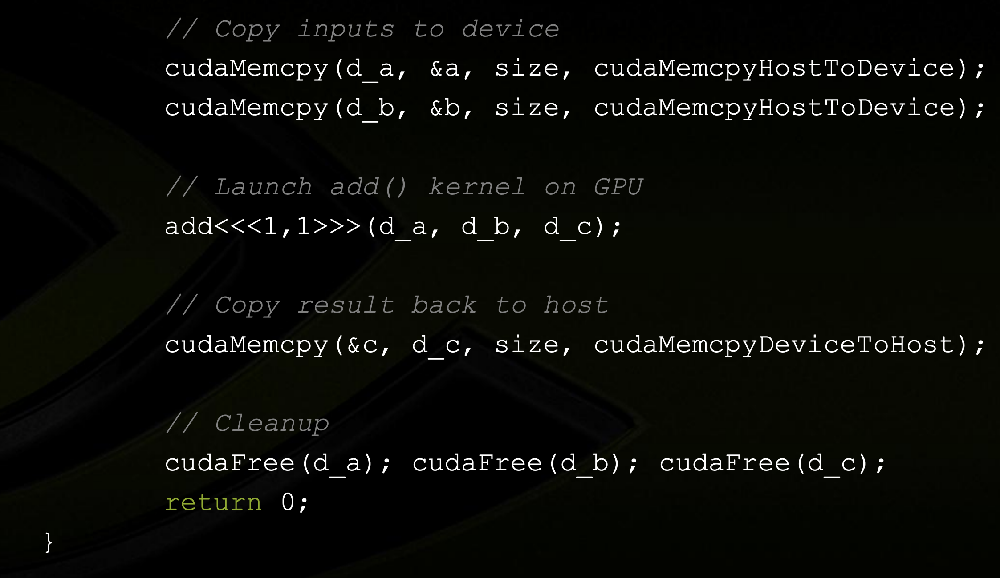 // Copy inputs to device
cudaMemcpy(d_a, &a, size, cudaMemcpyHostToDevice);
cudaMemcpy(d_b, &b, size, cudaMemcpyHostToDevice);
// Launch add() kernel on GPU
add<<<1,1>>>(d_a, d_b, d_c);
// Copy result back to host
cudaMemcpy(&c, d_c, size, cudaMemcpyDeviceToHost);
// Cleanup
cudaFree(d_a); cudaFree(d_b); cudaFree(d_c);
return 0;
}